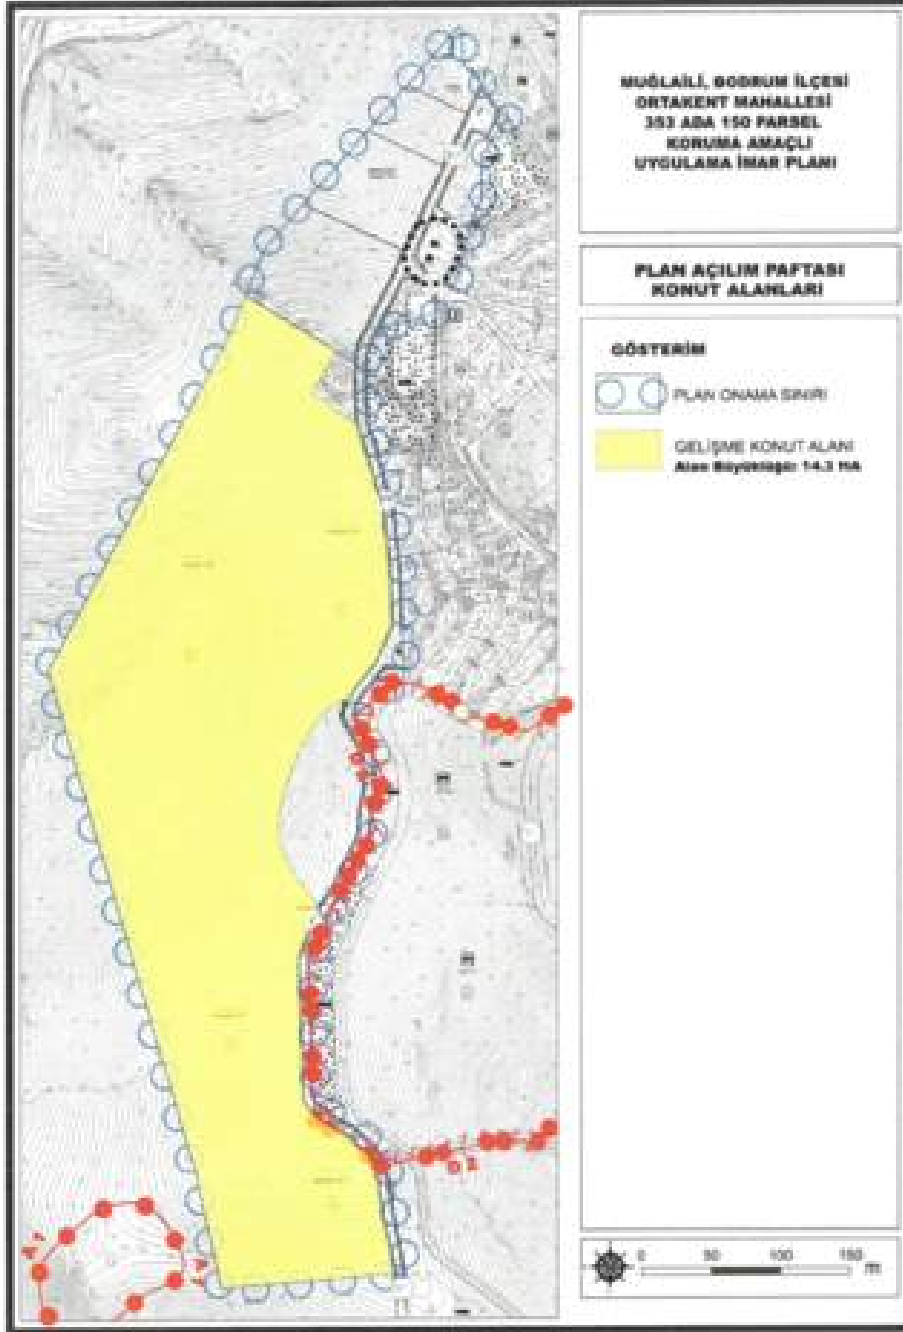 MUĞLAİLİ, BODRUM İLÇESİ
ORTAKENT MAHALLESİ
353 ADA 150 PARSEL
KORUMA AMAÇLI
UYGULAMA İMAR PLANI
PLAN AÇILIM PAFTASI
KONUT ALANLARI
GÖSTERİM
PLAN ONAMA SINIRI
GELİŞME KONUT ALANI
Alan Büyüklüğü: 14.3 HA
0 50 100 150 m